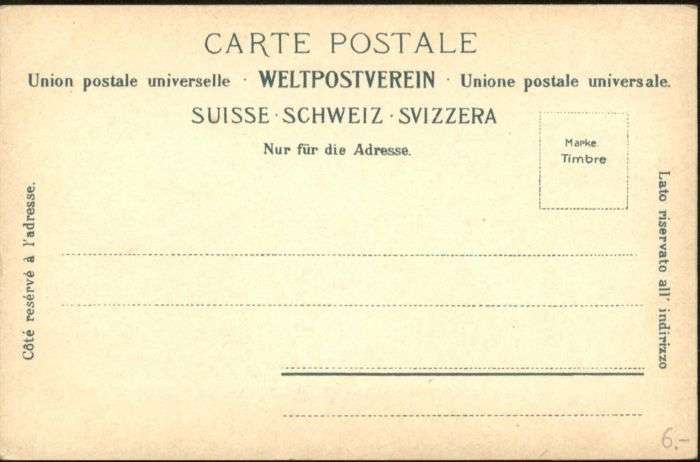 CARTE POSTALE
Union postale universelle · WELTPOSTVEREIN · Unione postale universale.
SUISSE · SCHWEIZ · SVIZZERA
Nur für die Adresse.
Marke
Timbre
Côté resérvé à l'adresse.
Lato riservato all' indirizzo
6.-